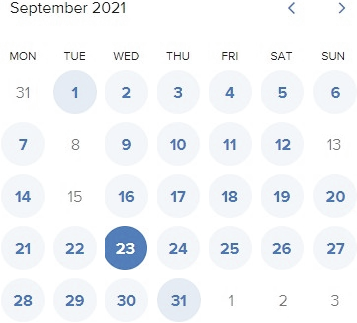 September 2021
MON TUE WED THU FRI SAT SUN
31 1 2 3 4 5 6
7 8 9 10 11 12 13
14 15 16 17 18 19 20
21 22 23 24 25 26 27
28 29 30 31 1 2 3